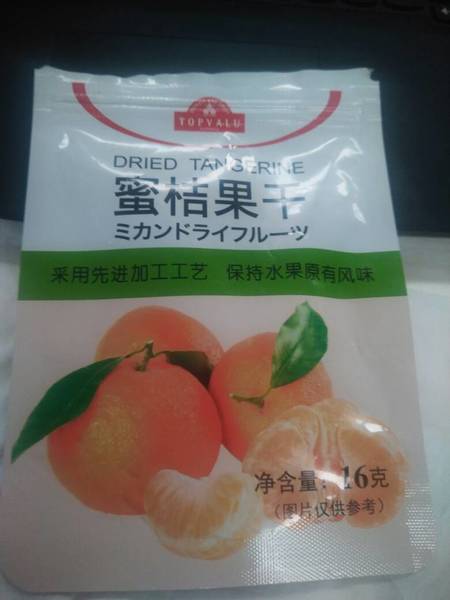 TOPVALU
DRIED TANGERINE
蜜桔果干
ミカンドライフルーツ
采用先进加工工艺 保持水果原有风味
净含量：16克
（图片仅供参考）